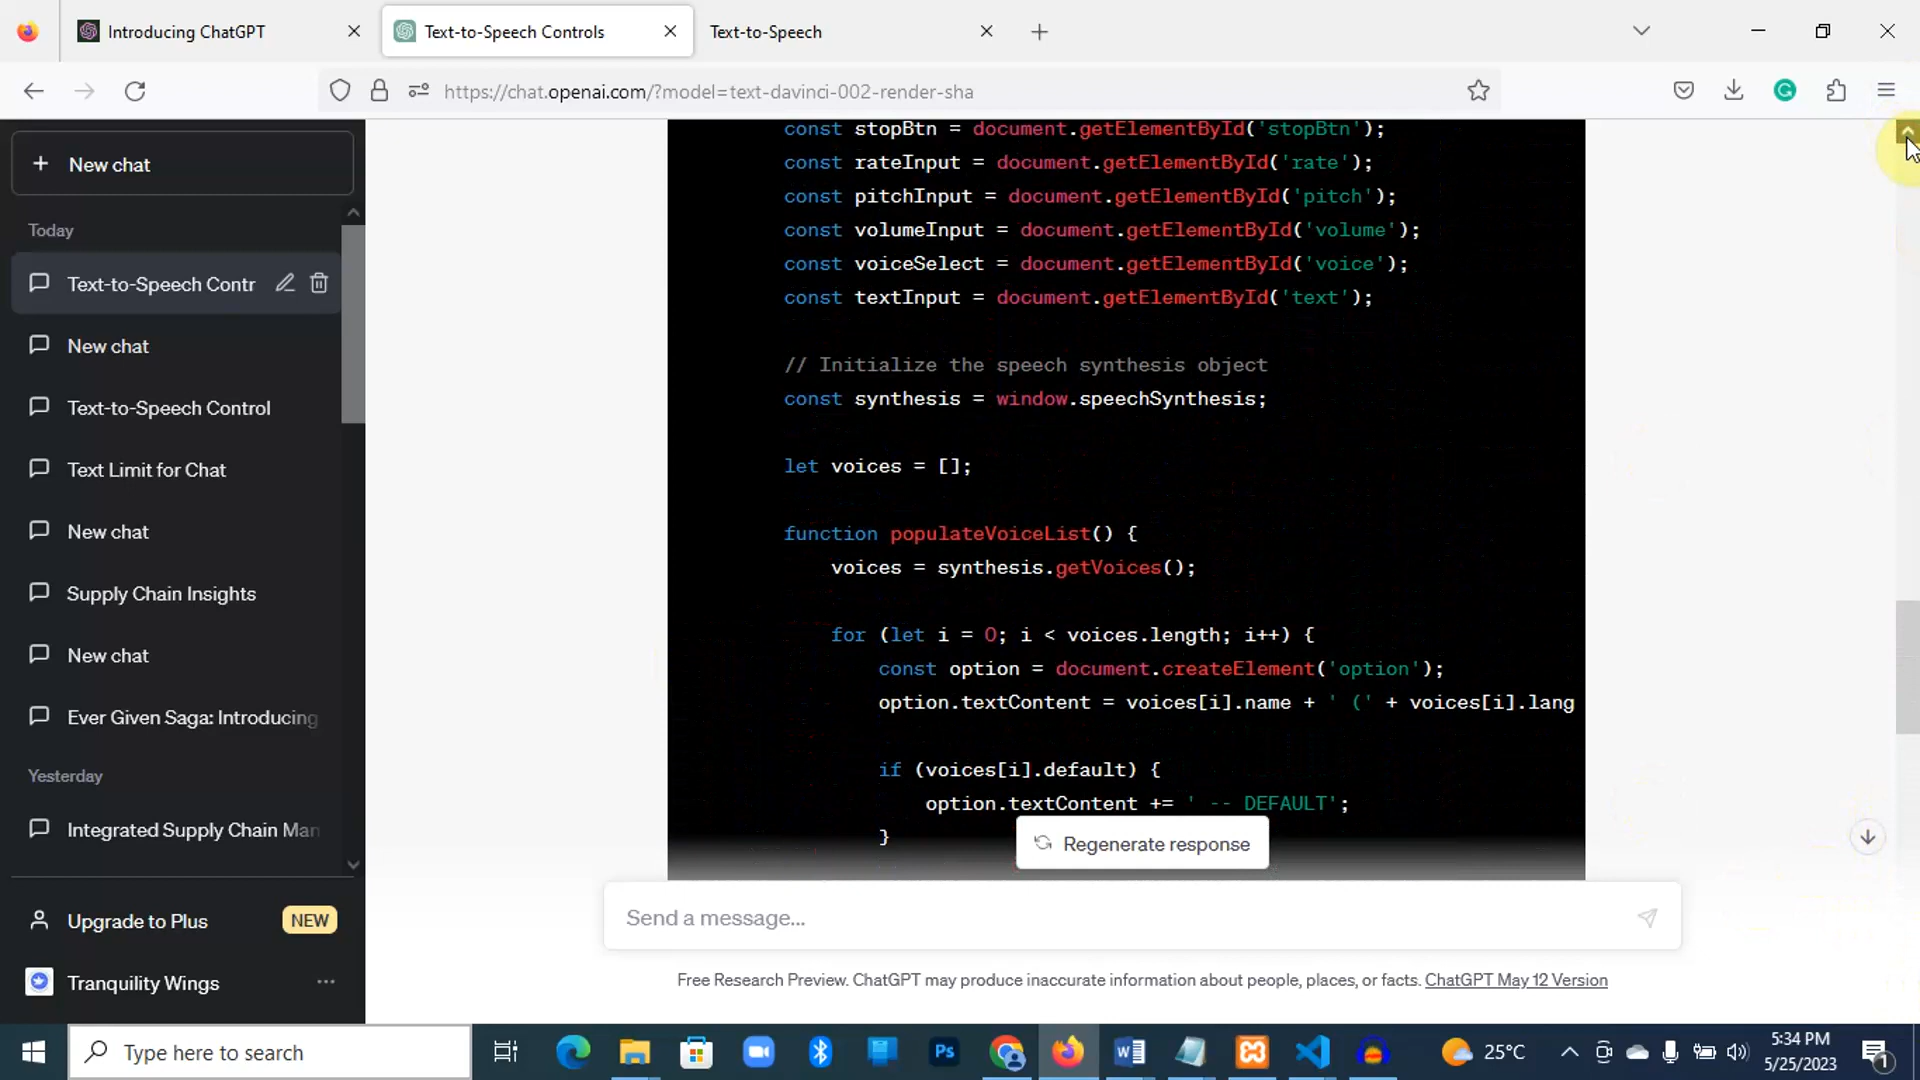 Introducing ChatGPT
Text-to-Speech Controls
Text-to-Speech
https://chat.openai.com/?model=text-davinci-002-render-sha
New chat
Today
Text-to-Speech Contr
New chat
Text-to-Speech Control
Text Limit for Chat
New chat
Supply Chain Insights
New chat
Ever Given Saga: Introducing
Yesterday
Integrated Supply Chain Man
Upgrade to Plus NEW
Tranquility Wings
const stopBtn = document.getElementById('stopBtn');
const rateInput = document.getElementById('rate');
const pitchInput = document.getElementById('pitch');
const volumeInput = document.getElementById('volume');
const voiceSelect = document.getElementById('voice');
const textInput = document.getElementById('text');
// Initialize the speech synthesis object
const synthesis = window.speechSynthesis;
let voices = [];
function populateVoiceList() {
voices = synthesis.getVoices();
for (let i = 0; i < voices.length; i++) {
const option = document.createElement('option');
option.textContent = voices[i].name + ' (' + voices[i].lang
if (voices[i].default) {
option.textContent += ' -- DEFAULT';
}
Regenerate response
Send a message...
Free Research Preview. ChatGPT may produce inaccurate information about people, places, or facts. ChatGPT May 12 Version
Type here to search
Ps
25°C
5:34 PM
5/25/2023
1